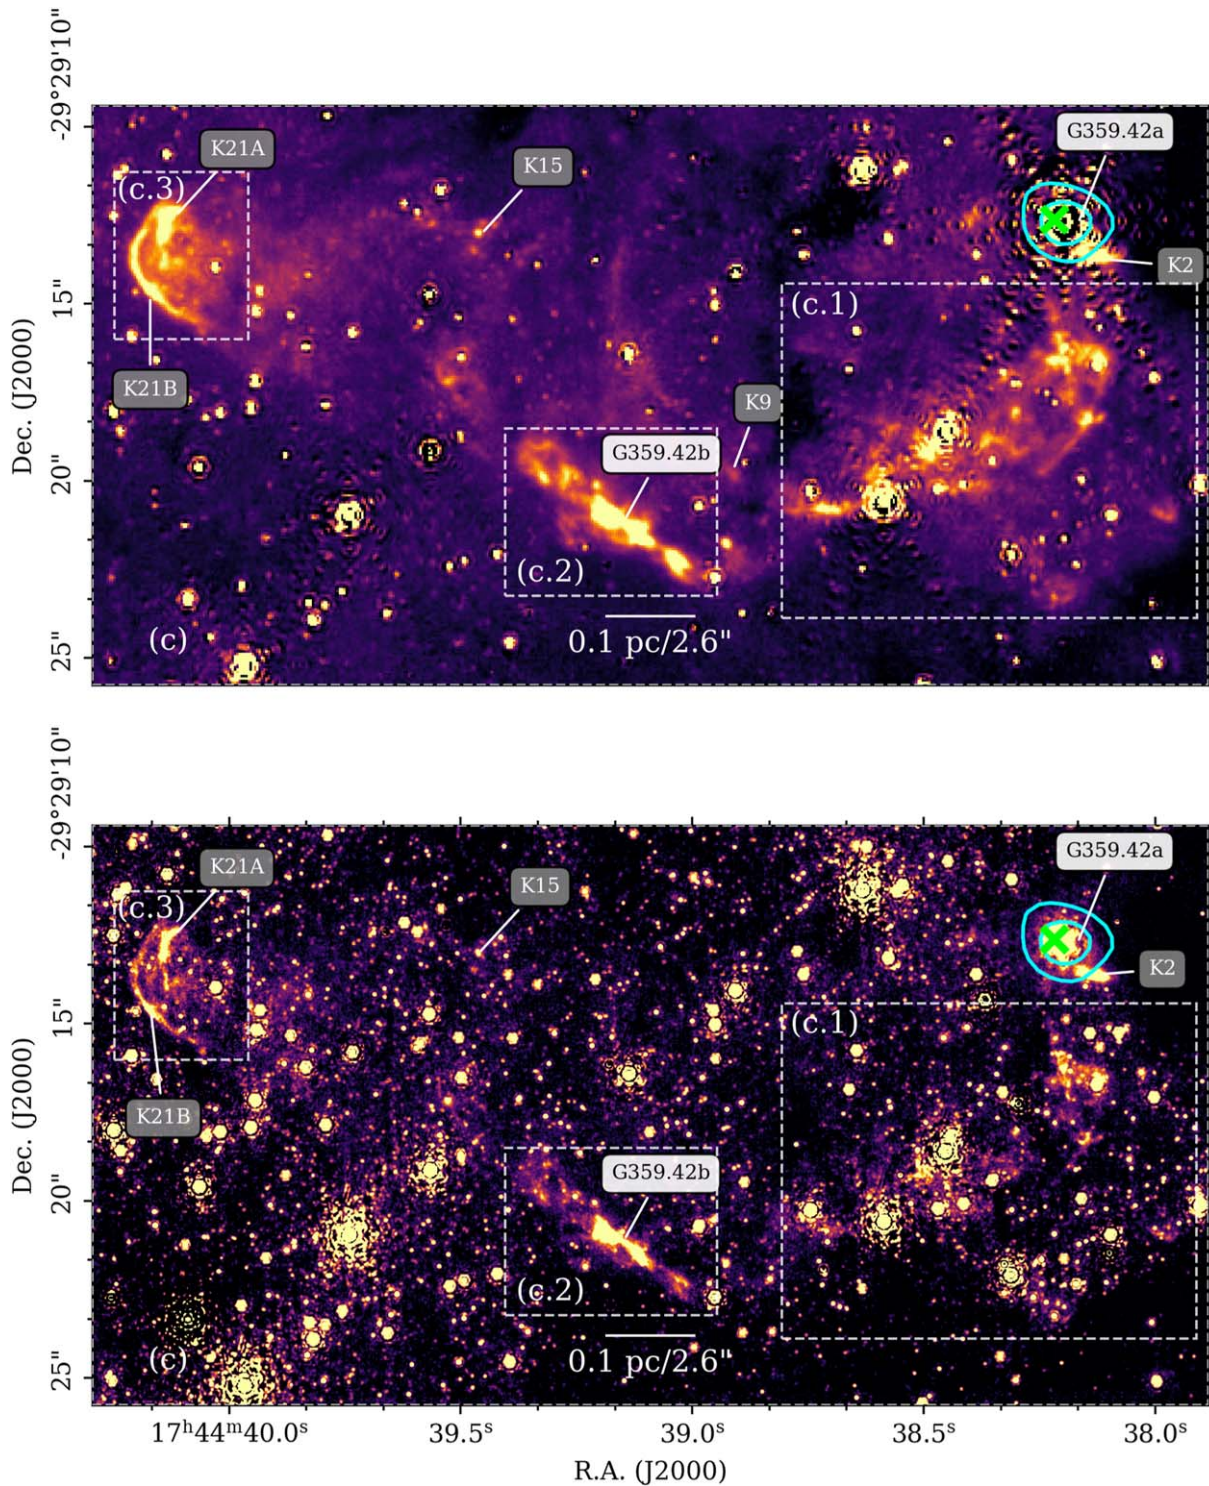 -29°29'10"
G359.42a
K21A
K15
(c.3)
K2
15"
(c.1)
K21B
K9
Dec. (J2000)
G359.42b
20"
(c.2)
(c)
0.1 pc/2.6"
25"
-29°29'10"
G359.42a
K21A
K15
(c.3)
K2
15"
(c.1)
K21B
Dec. (J2000)
G359.42b
20"
(c.2)
(c)
0.1 pc/2.6"
25"
17ʰ44ᵐ40.0ˢ 39.5ˢ 39.0ˢ 38.5ˢ 38.0ˢ
R.A. (J2000)